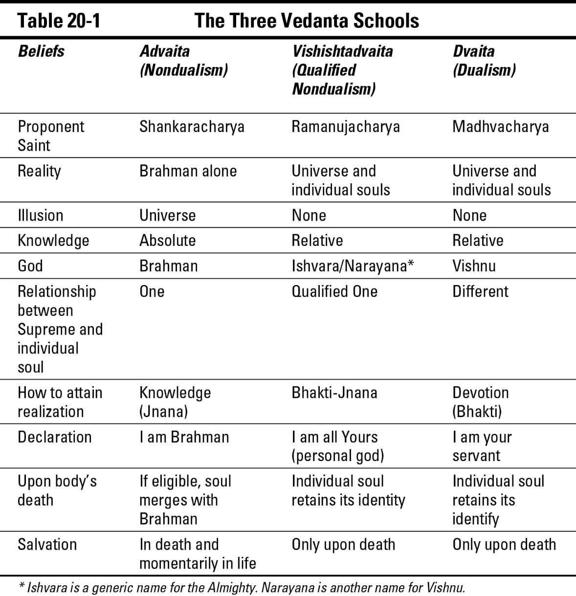 Table 20-1 The Three Vedanta Schools
Beliefs Advaita Vishishtadvaita Dvaita
(Nondualism) (Qualified (Dualism)
Nondualism)
Proponent Shankaracharya Ramanujacharya Madhvacharya
Saint
Reality Brahman alone Universe and Universe and
individual souls individual souls
Illusion Universe None None
Knowledge Absolute Relative Relative
God Brahman Ishvara/Narayana* Vishnu
Relationship One Qualified One Different
between
Supreme and
individual
soul
How to attain Knowledge Bhakti-Jnana Devotion
realization (Jnana) (Bhakti)
Declaration I am Brahman I am all Yours I am your
(personal god) servant
Upon body's If eligible, soul Individual soul Individual soul
death merges with retains its identity retains its
Brahman identify
Salvation In death and Only upon death Only upon death
momentarily in life
* Ishvara is a generic name for the Almighty. Narayana is another name for Vishnu.